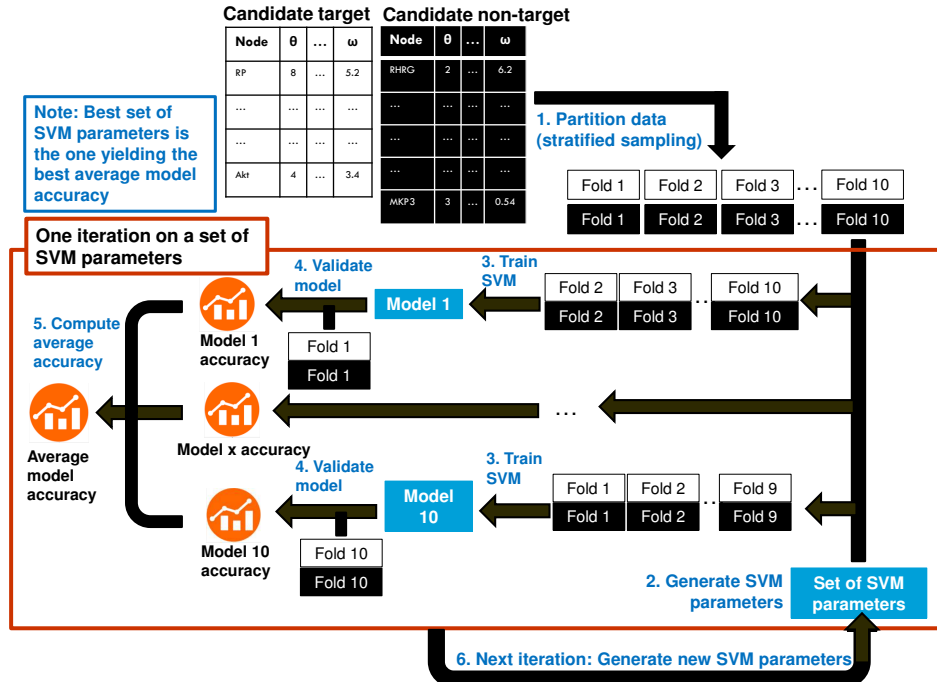 Candidate target
Candidate non-target
Node θ ... ω
RP 8 ... 5.2
... ... ...
... ... ...
Akt 4 ... 3.4
Node θ ... ω
RHRG 2 ... 6.2
... ... ... ...
... ... ... ...
... ... ... ...
MKP3 3 ... 0.54
Note: Best set of
SVM parameters is
the one yielding the
best average model
accuracy
1. Partition data
(stratified sampling)
Fold 1 Fold 2 Fold 3 ... Fold 10
Fold 1 Fold 2 Fold 3 ... Fold 10
One iteration on a set of
SVM parameters
4. Validate
model
3. Train
SVM
Model 1
Fold 2 Fold 3 .. Fold 10
Fold 2 Fold 3 Fold 10
5. Compute
average
accuracy
Model 1
accuracy
Fold 1
Fold 1
...
Model x accuracy
Average
model
accuracy
4. Validate
model
3. Train
SVM
Model
10
Fold 1 Fold 2 .. Fold 9
Fold 1 Fold 2 Fold 9
Model 10
accuracy
Fold 10
Fold 10
2. Generate SVM
parameters
Set of SVM
parameters
6. Next iteration: Generate new SVM parameters